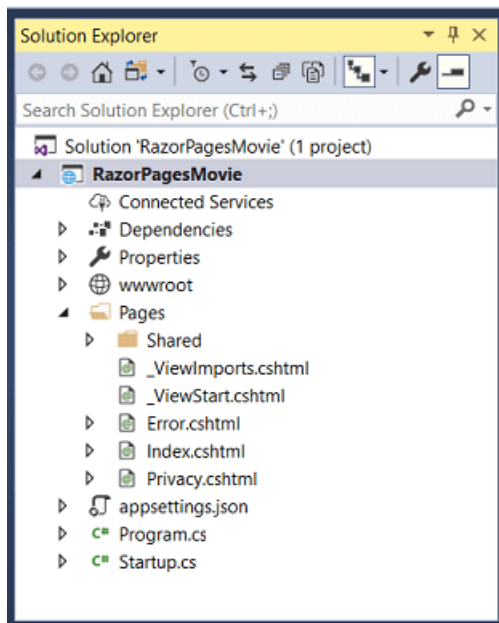 Solution Explorer
Search Solution Explorer (Ctrl+;)
Solution 'RazorPagesMovie' (1 project)
RazorPagesMovie
Connected Services
Dependencies
Properties
wwwroot
Pages
Shared
_ViewImports.cshtml
_ViewStart.cshtml
Error.cshtml
Index.cshtml
Privacy.cshtml
appsettings.json
C# Program.cs
C# Startup.cs